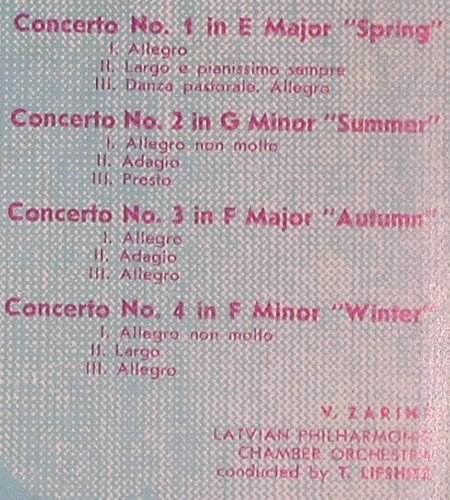 Concerto No. 1 in E Major "Spring"
I. Allegro
II. Largo e pianissimo sempre
III. Danza pastorale. Allegro
Concerto No. 2 in G Minor "Summer"
I. Allegro non molto
II. Adagio
III. Presto
Concerto No. 3 in F Major "Autumn"
I. Allegro
II. Adagio
III. Allegro
Concerto No. 4 in F Minor "Winter"
I. Allegro non molto
II. Largo
III. Allegro
V. ZARIN
LATVIAN PHILHARMONIC
CHAMBER ORCHESTRA
conducted by T. LIFSHITZ